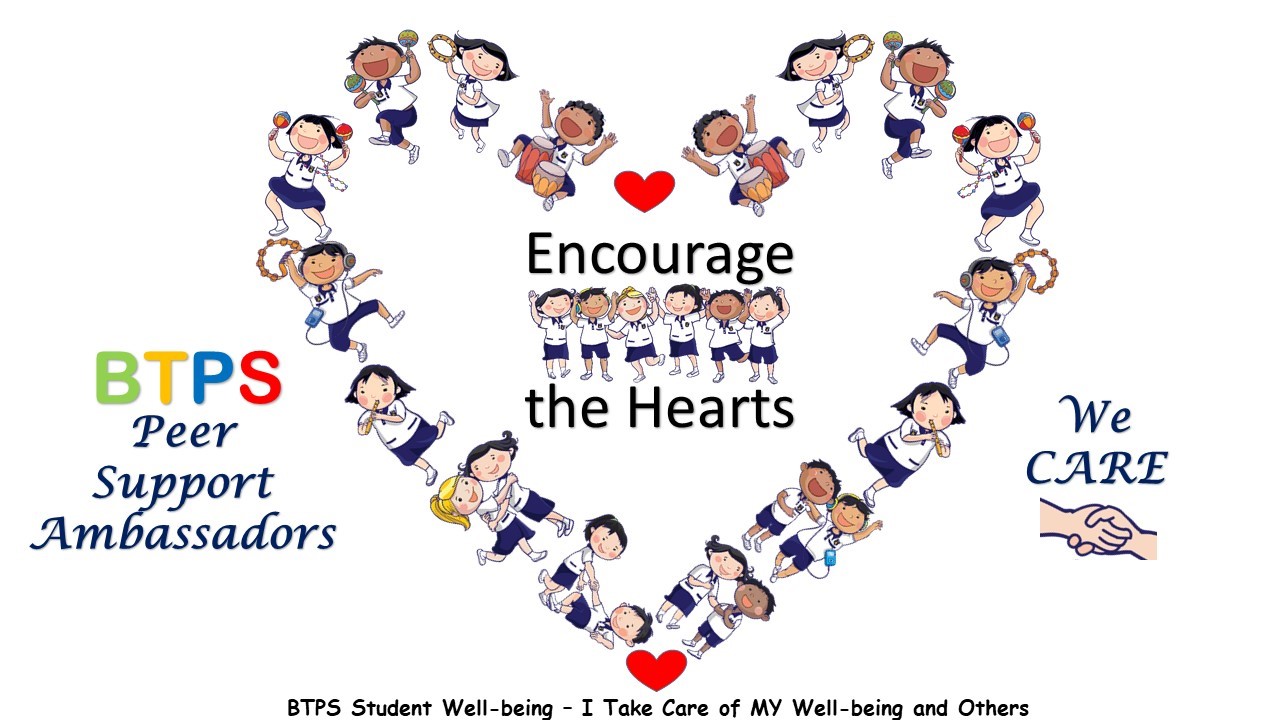 Encourage
the Hearts
BTPS
Peer
Support
Ambassadors
We
CARE
BTPS Student Well-being – I Take Care of MY Well-being and Others